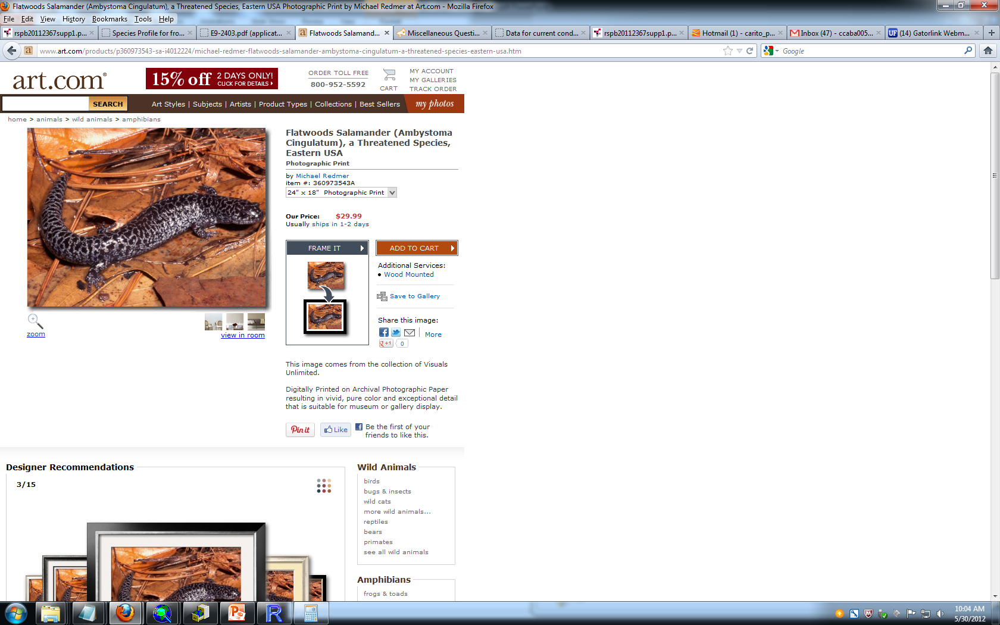 Flatwoods Salamander (Ambystoma Cingulatum), a Threatened Species, Eastern USA Photographic Print by Michael Redmer at Art.com - Mozilla Firefox
File Edit View History Bookmarks Tools Help
rspb20112367supp1.p... Species Profile for fro... E9-2403.pdf (applicat... Flatwoods Salamand... Miscellaneous Questi... Data for current cond... rspb20112367supp1.p... Hotmail (1) - carito_p... Inbox (47) - ccaba005... (14) Gatorlink Webm...
www.art.com/products/p360973543-sa-i4012224/michael-redmer-flatwoods-salamander-ambystoma-cingulatum-a-threatened-species-eastern-usa.htm Google
art.com®
15% off 2 DAYS ONLY!
CLICK FOR DETAILS
ORDER TOLL FREE
800-952-5592
CART
MY ACCOUNT
MY GALLERIES
TRACK ORDER
SEARCH
Art Styles | Subjects | Artists | Product Types | Collections | Best Sellers
my photos
home > animals > wild animals > amphibians
Flatwoods Salamander (Ambystoma
Cingulatum), a Threatened Species,
Eastern USA
Photographic Print
by Michael Redmer
item #: 360973543A
24" x 18" Photographic Print
Our Price: $29.99
Usually ships in 1-2 days
FRAME IT
ADD TO CART
Additional Services:
• Wood Mounted
Save to Gallery
Share this image:
More
+1 0
zoom
view in room
This image comes from the collection of Visuals
Unlimited.
Digitally Printed on Archival Photographic Paper
resulting in vivid, pure color and exceptional detail
that is suitable for museum or gallery display.
Pin it
Like
Be the first of your
friends to like this.
Designer Recommendations
3/15
Wild Animals
birds
bugs & insects
wild cats
more wild animals...
reptiles
bears
primates
see all wild animals
Amphibians
frogs & toads
10:04 AM
5/30/2012